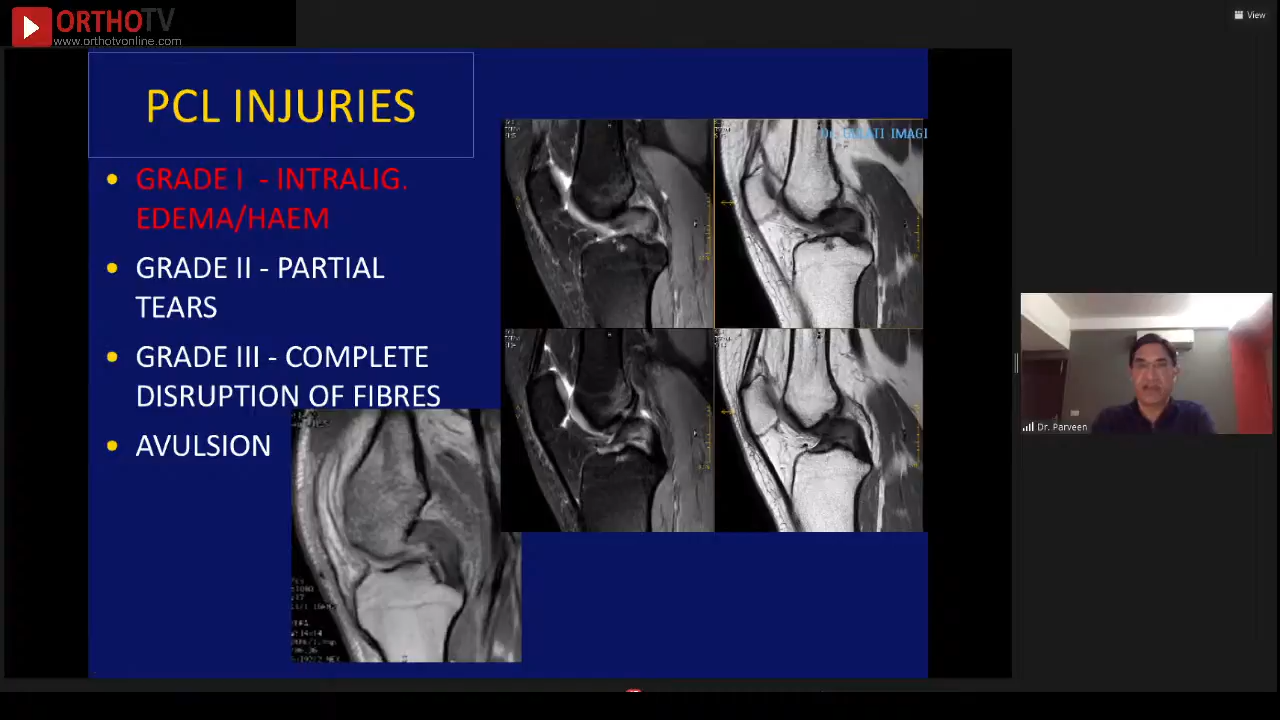 ORTHOTV
www.orthotvonline.com
View
PCL INJURIES
GRADE I - INTRALIG.
EDEMA/HAEM
GRADE II - PARTIAL
TEARS
GRADE III - COMPLETE
DISRUPTION OF FIBRES
AVULSION
Dr. Parveen